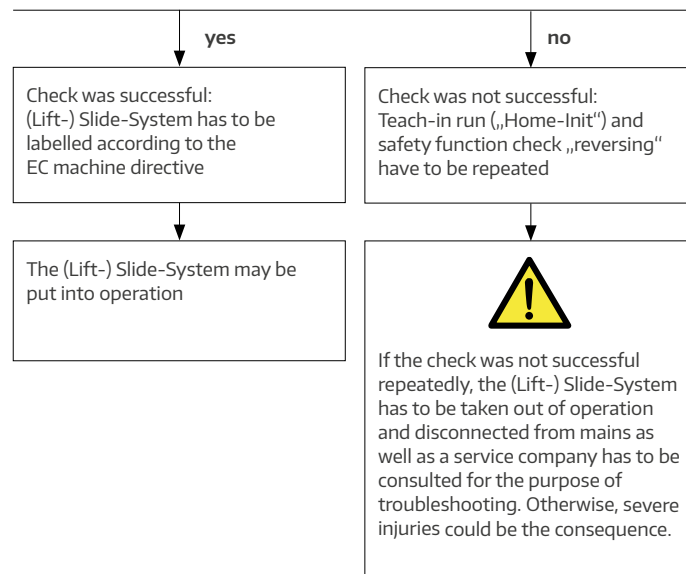 yes
no
Check was successful:
(Lift-) Slide-System has to be
labelled according to the
EC machine directive
Check was not successful:
Teach-in run („Home-Init“) and
safety function check „reversing“
have to be repeated
The (Lift-) Slide-System may be
put into operation
If the check was not successful
repeatedly, the (Lift-) Slide-System
has to be taken out of operation
and disconnected from mains as
well as a service company has to be
consulted for the purpose of
troubleshooting. Otherwise, severe
injuries could be the consequence.